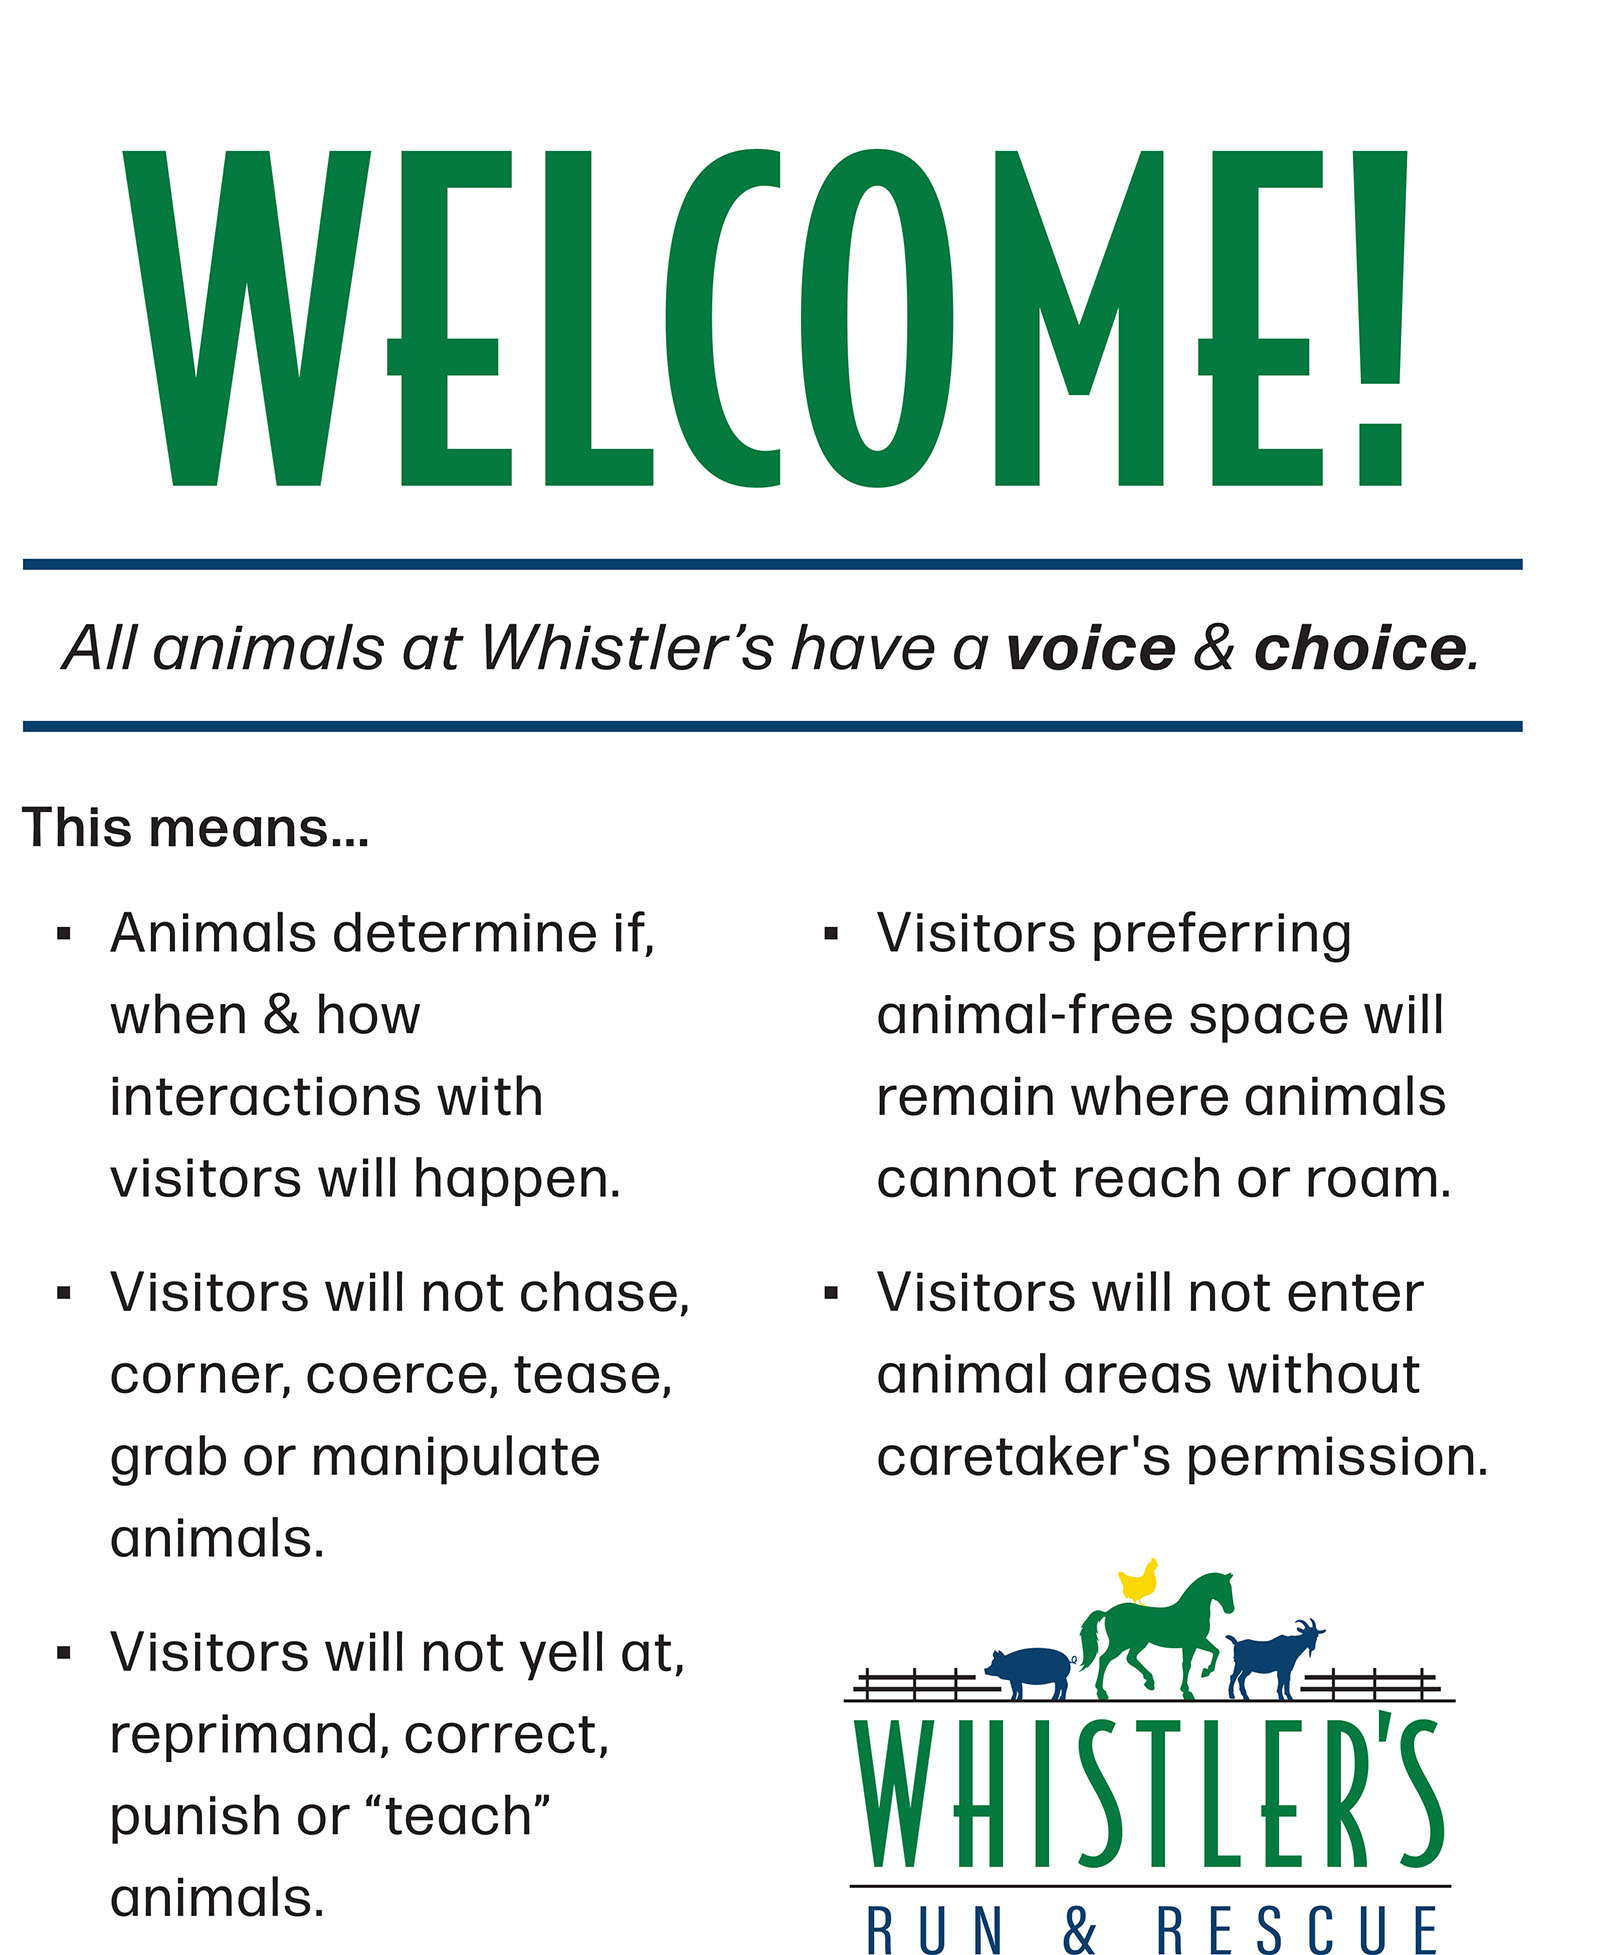 WELCOME!
All animals at Whistler’s have a voice & choice.
This means...
▪ Animals determine if,
when & how
interactions with
visitors will happen.
▪ Visitors will not chase,
corner, coerce, tease,
grab or manipulate
animals.
▪ Visitors will not yell at,
reprimand, correct,
punish or “teach”
animals.
▪ Visitors preferring
animal-free space will
remain where animals
cannot reach or roam.
▪ Visitors will not enter
animal areas without
caretaker's permission.
WHISTLER'S
RUN & RESCUE